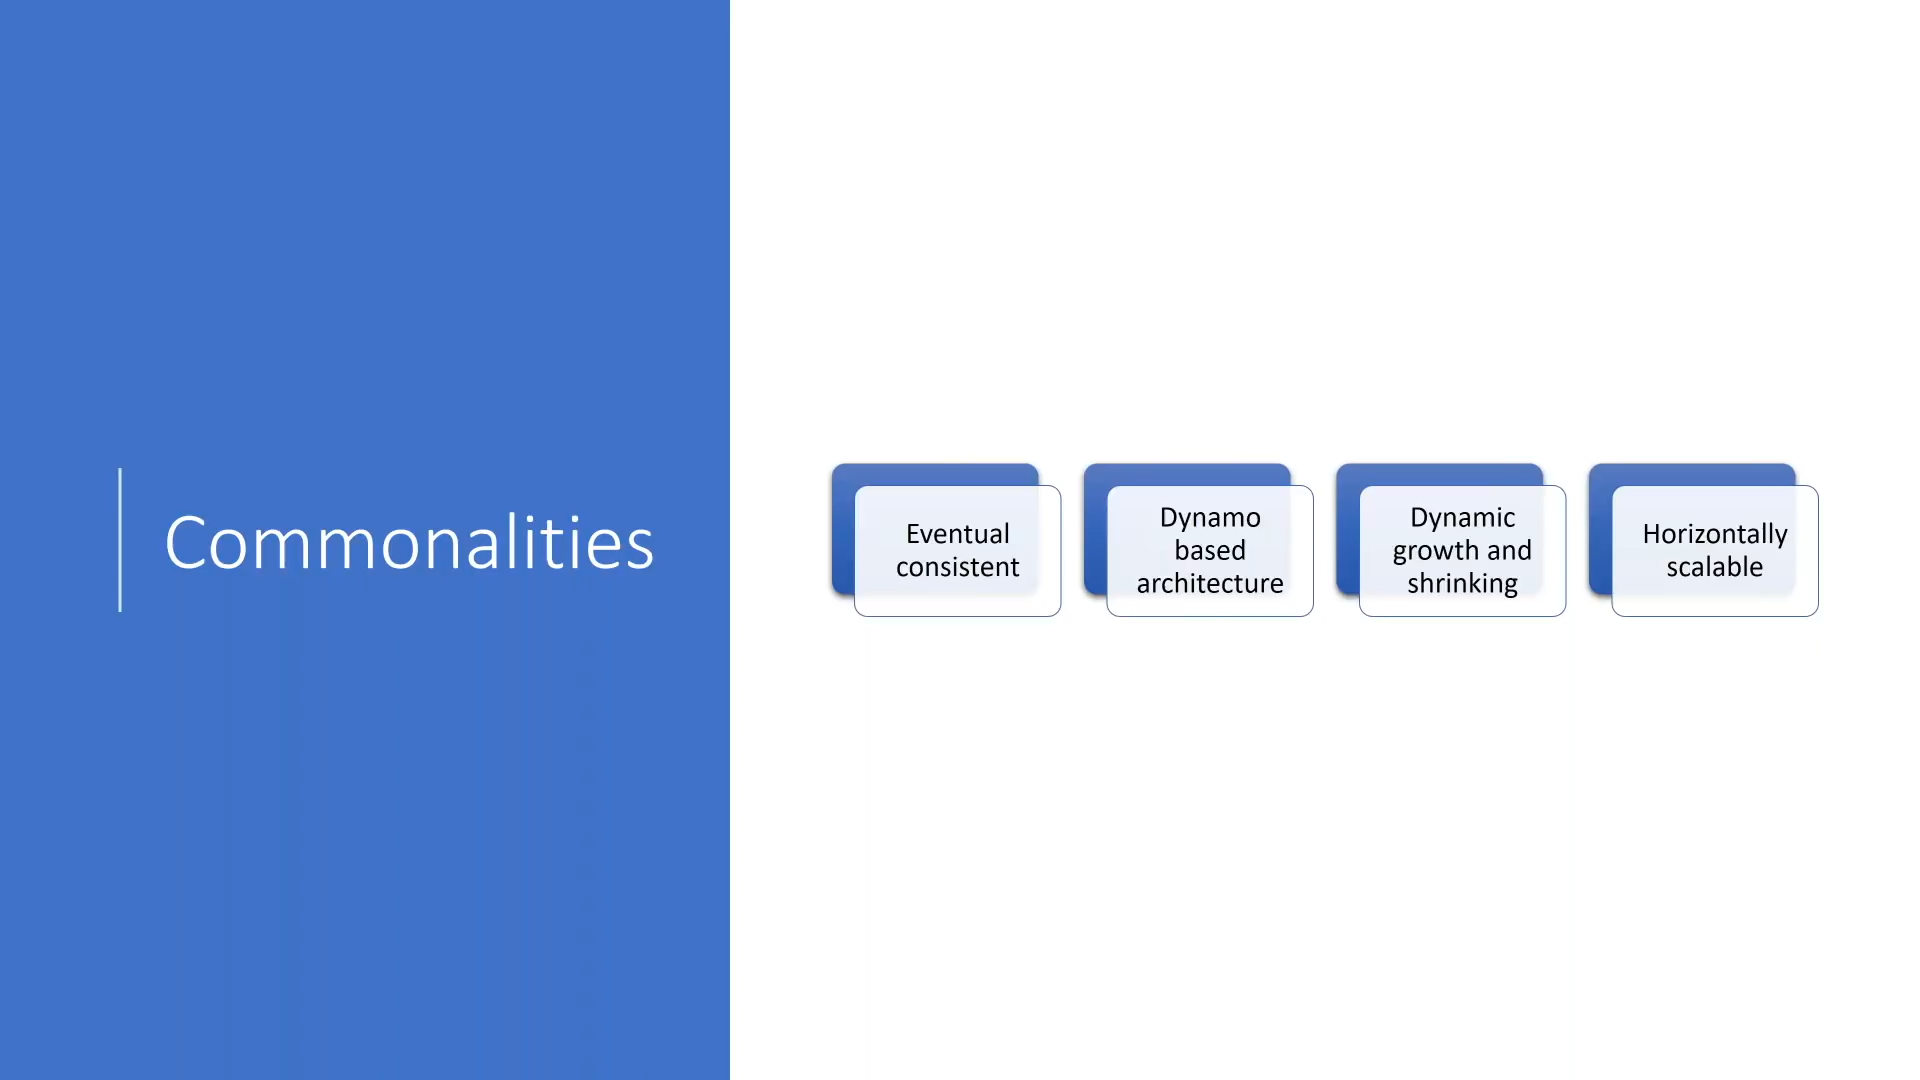 Commonalities
Eventual
consistent
Dynamo
based
architecture
Dynamic
growth and
shrinking
Horizontally
scalable